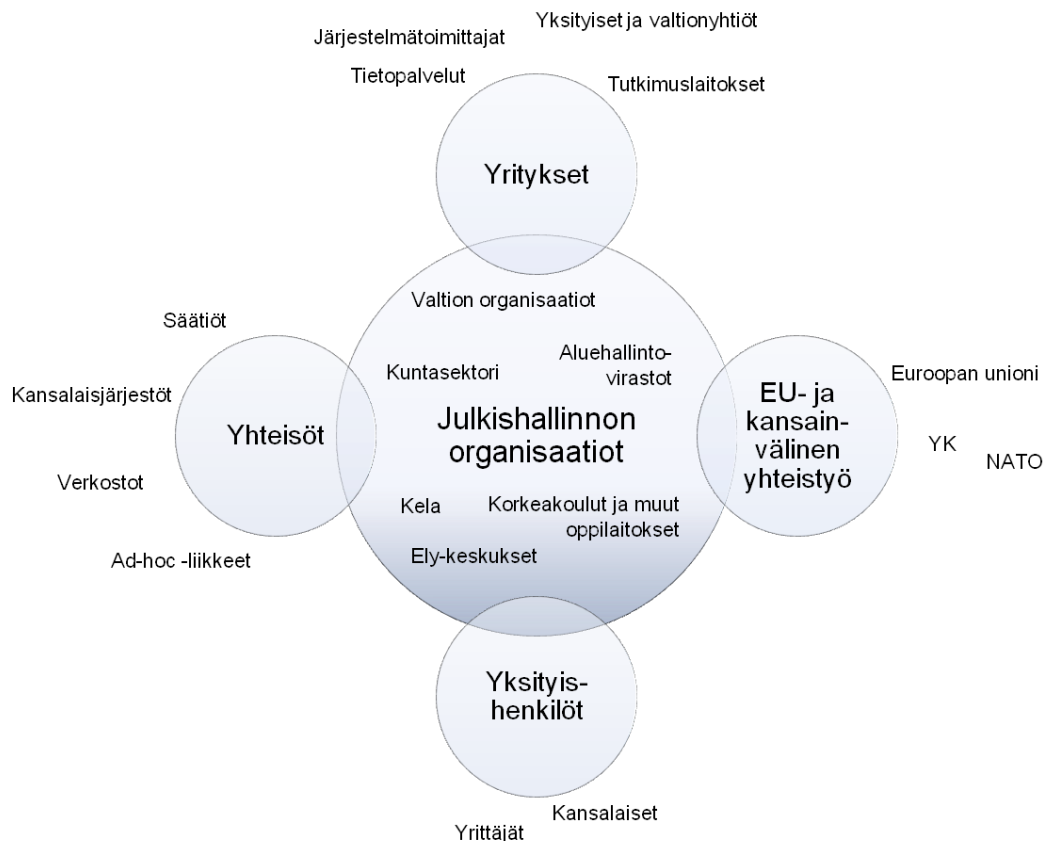 Yksityiset ja valtionyhtiöt
Järjestelmätoimittajat
Tietopalvelut
Tutkimuslaitokset
Yritykset
Valtion organisaatiot
Säätiöt
Aluehallinto-
virastot
Kuntasektori
Euroopan unioni
Kansalaisjärjestöt
Yhteisöt
Julkishallinnon
organisaatiot
EU- ja
kansain-
välinen
yhteistyö
YK
NATO
Verkostot
Kela
Korkeakoulut ja muut
oppilaitokset
Ely-keskukset
Ad-hoc -liikkeet
Yksityis-
henkilöt
Kansalaiset
Yrittäjät